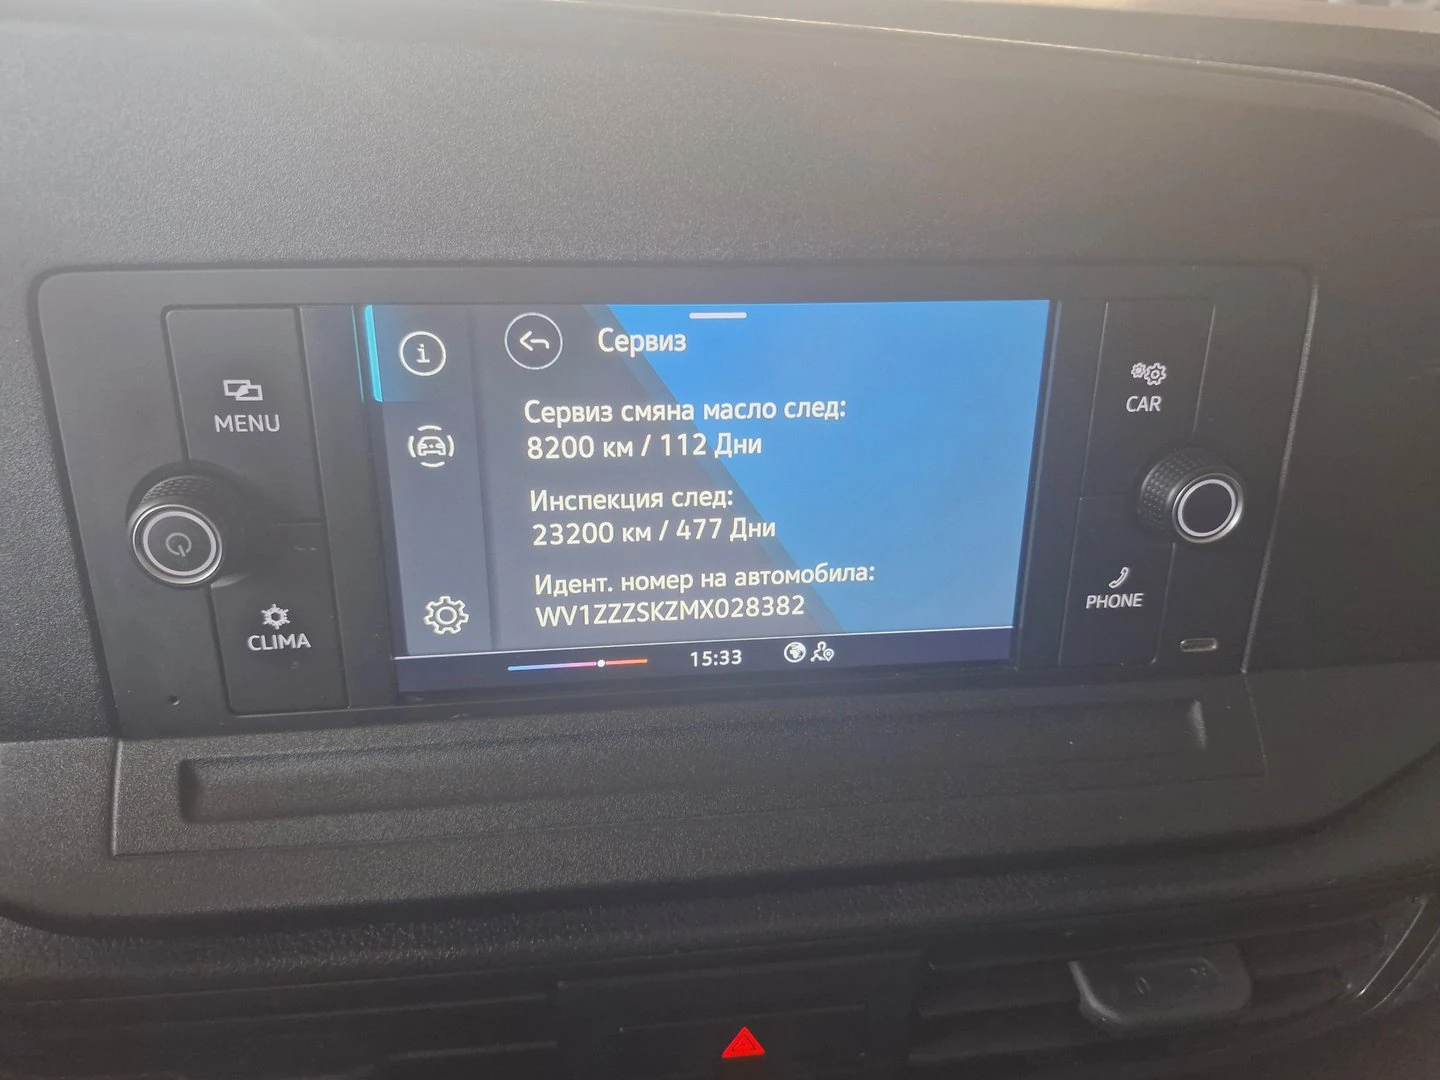 MENU
CLIMA
Сервиз
Сервиз смяна масло след:
8200 км / 112 Дни
Инспекция след:
23200 км / 477 Дни
Идент. номер на автомобила:
WV1ZZZSKZMX028382
15:33
CAR
PHONE